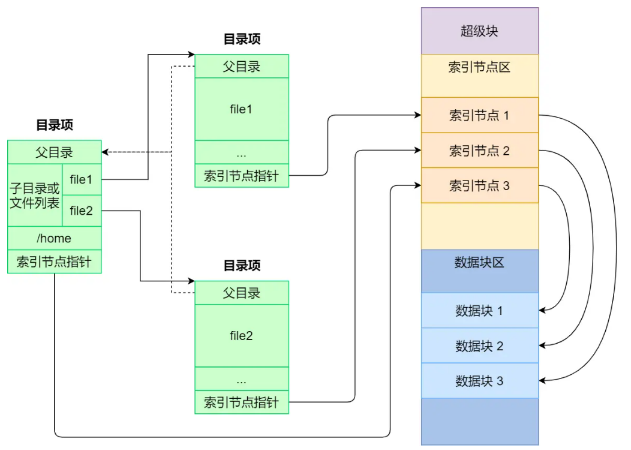 目录项
父目录
子目录或
文件列表
file1
file2
/home
索引节点指针
目录项
父目录
file1
...
索引节点指针
目录项
父目录
file2
...
索引节点指针
超级块
索引节点区
索引节点 1
索引节点 2
索引节点 3
数据块区
数据块 1
数据块 2
数据块 3